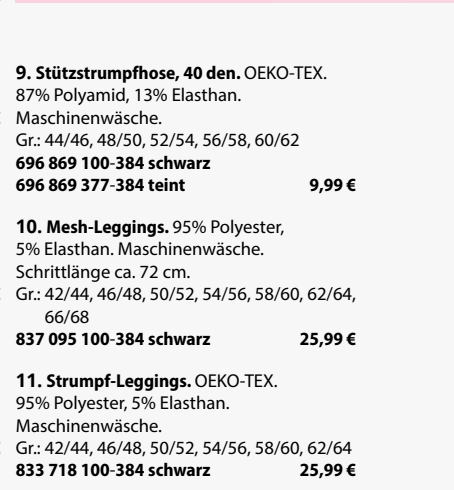 9. Stützstrumpfhose, 40 den. OEKO-TEX.
87% Polyamid, 13% Elasthan.
Maschinenwäsche.
Gr.: 44/46, 48/50, 52/54, 56/58, 60/62
696 869 100-384 schwarz
696 869 377-384 teint 9,99 €
10. Mesh-Leggings. 95% Polyester,
5% Elasthan. Maschinenwäsche.
Schrittlänge ca. 72 cm.
Gr.: 42/44, 46/48, 50/52, 54/56, 58/60, 62/64,
66/68
837 095 100-384 schwarz 25,99 €
11. Strumpf-Leggings. OEKO-TEX.
95% Polyester, 5% Elasthan.
Maschinenwäsche.
Gr.: 42/44, 46/48, 50/52, 54/56, 58/60, 62/64
833 718 100-384 schwarz 25,99 €